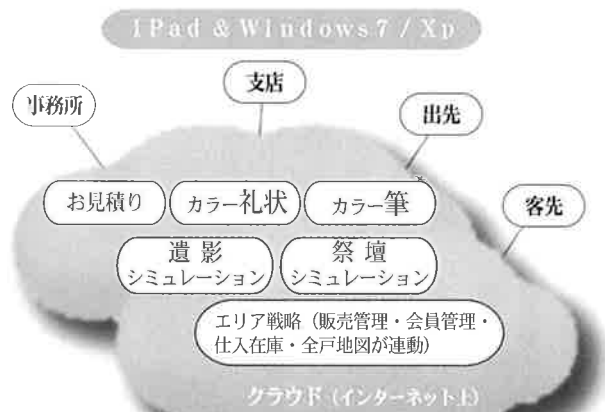 IPad & Windows7 / Xp
支店
事務所
出先
お見積り
カラー礼状
カラー筆
客先
遺影
シミュレーション
祭壇
シミュレーション
エリア戦略（販売管理・会員管理・
仕入在庫・全戸地図が連動）
クラウド（インターネット上）